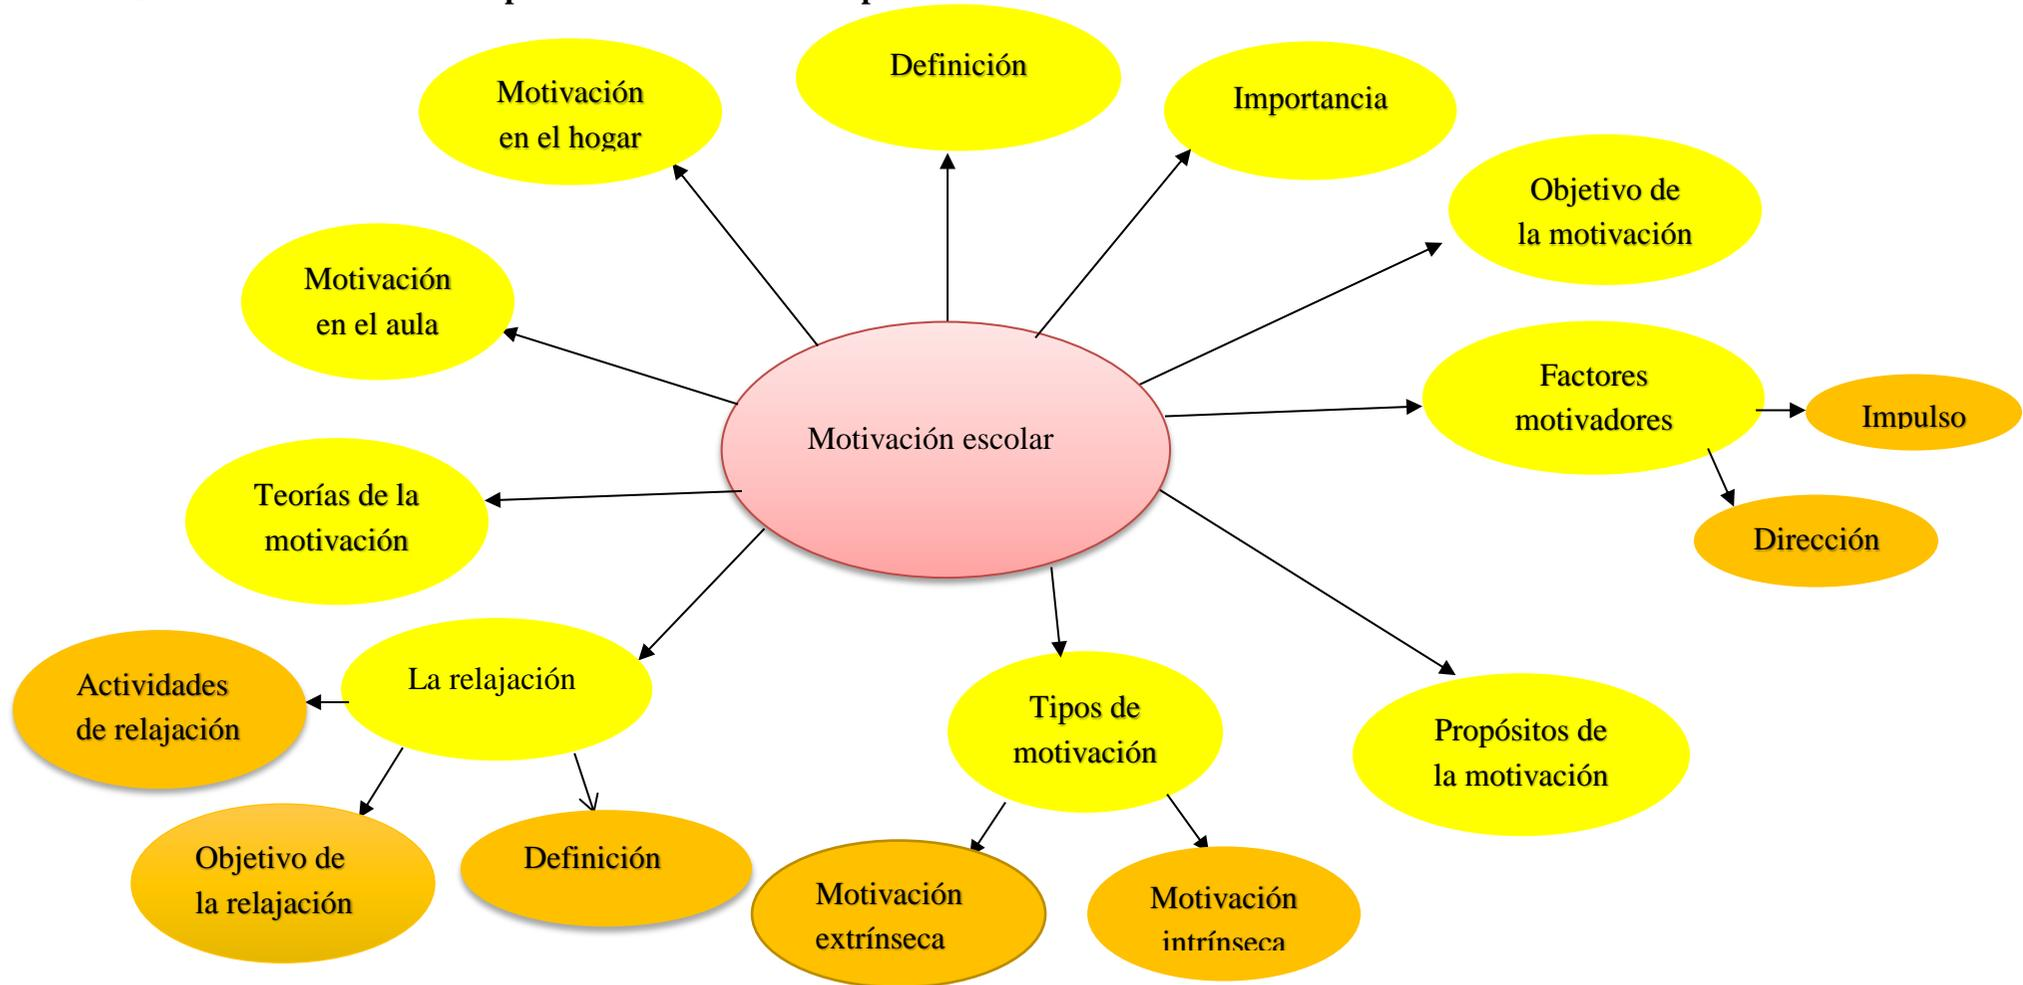 Definición
Motivación
en el hogar
Importancia
Objetivo de
la motivación
Motivación
en el aula
Factores
motivadores
Impulso
Motivación escolar
Teorías de la
motivación
Dirección
La relajación
Actividades
de relajación
Tipos de
motivación
Propósitos de
la motivación
Objetivo de
la relajación
Definición
Motivación
extrínseca
Motivación
intrínseca